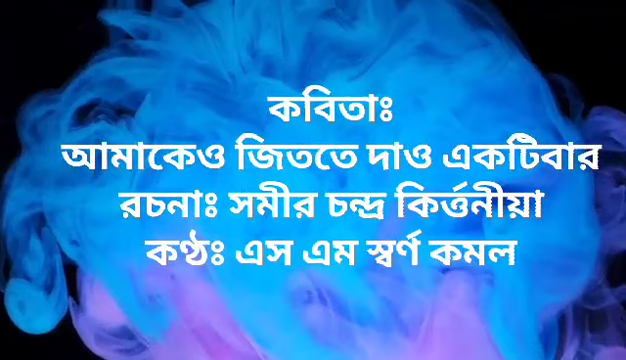 কবিতাঃ
আমাকেও জিততে দাও একটিবার
রচনাঃ সমীর চন্দ্র কির্ত্তনীয়া
কণ্ঠঃ এস এম স্বর্ণ কমল